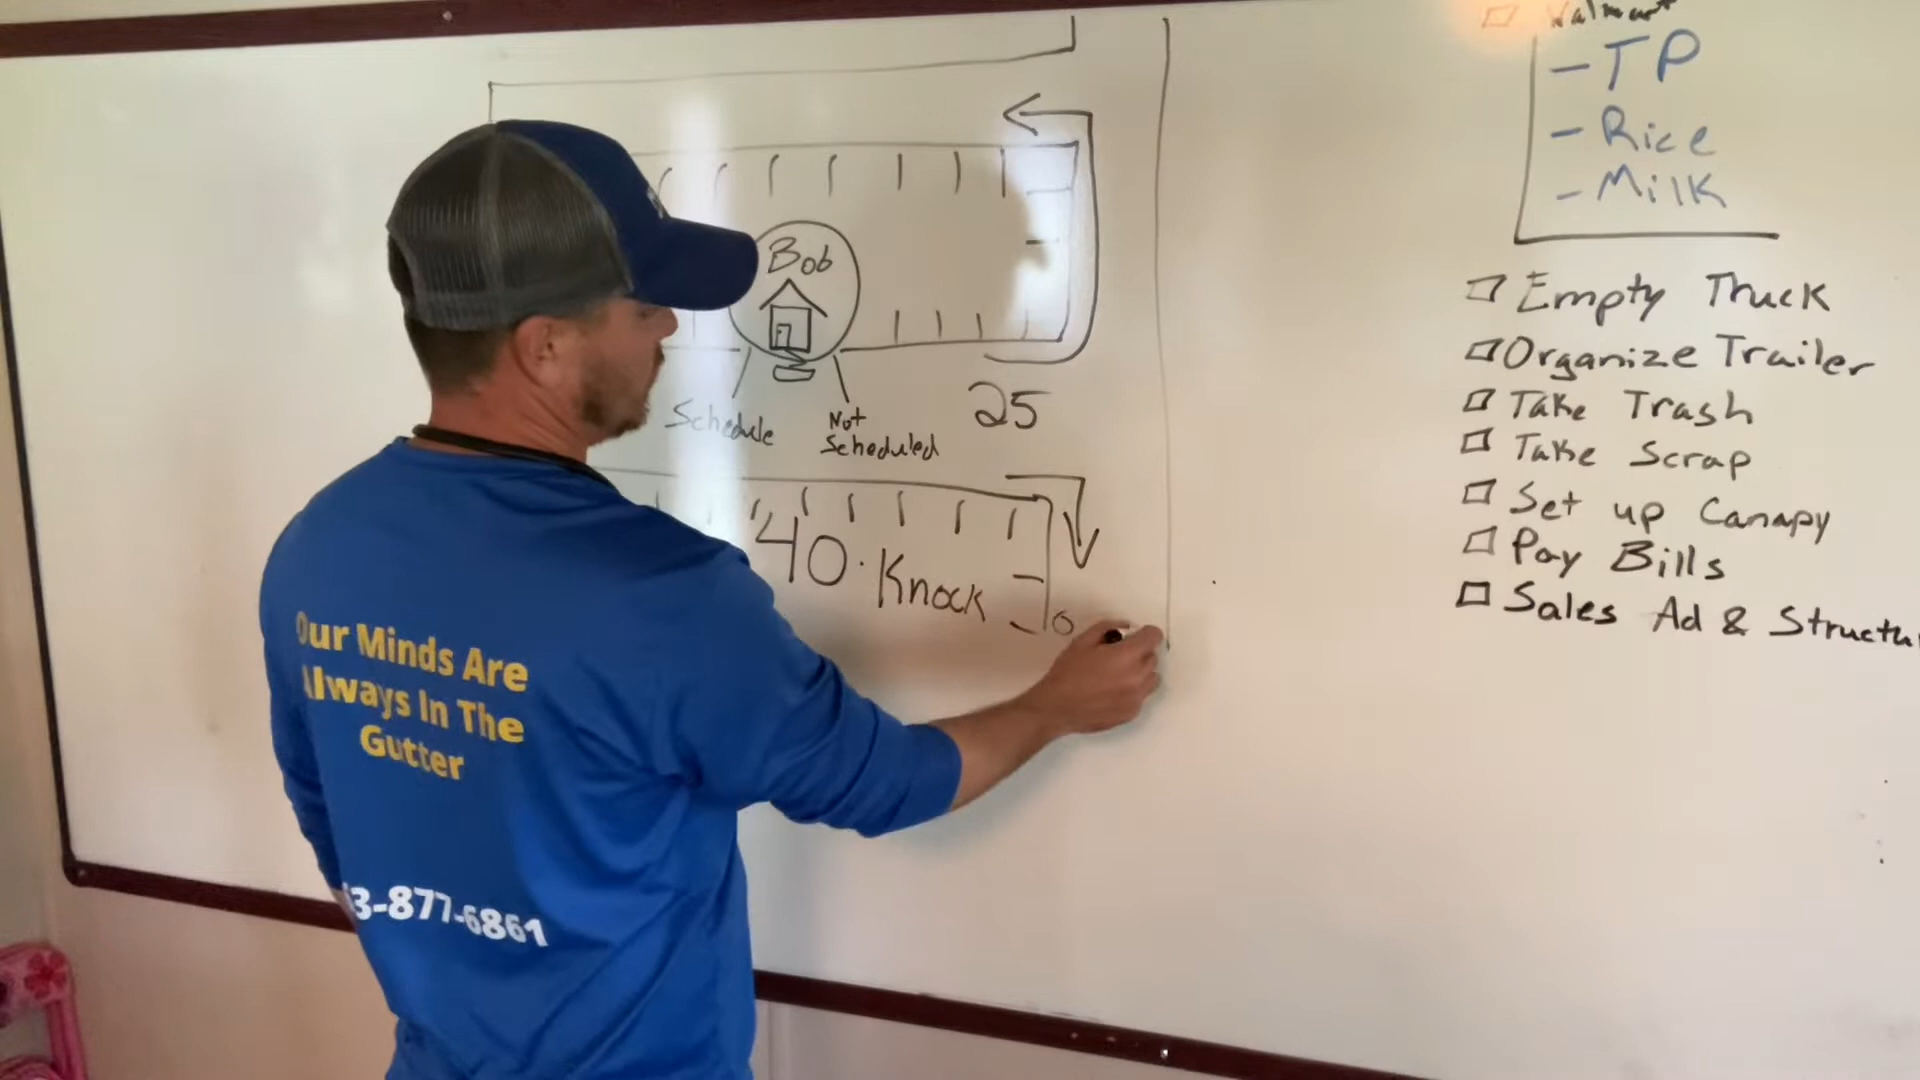 Bob
Schedule
Not
Scheduled
25
40. Knock
Walmart
- TP
- Rice
- Milk
Empty Truck
Organize Trailer
Take Trash
Take Scrap
Set up Canapy
Pay Bills
Sales Ad &
Our Minds Are
Always In The
Gutter
3-877-6861